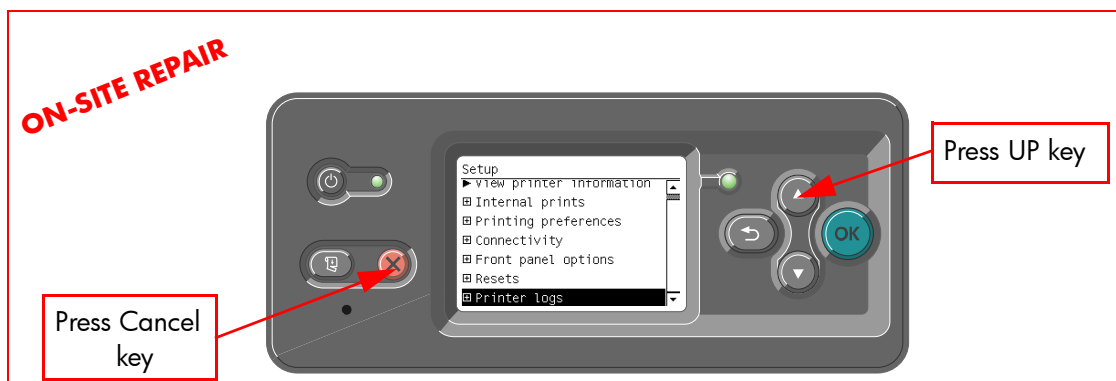 ON-SITE REPAIR
Setup
View printer information
Internal prints
Printing preferences
Connectivity
Front panel options
Resets
Printer logs
Press UP key
OK
Press Cancel
key